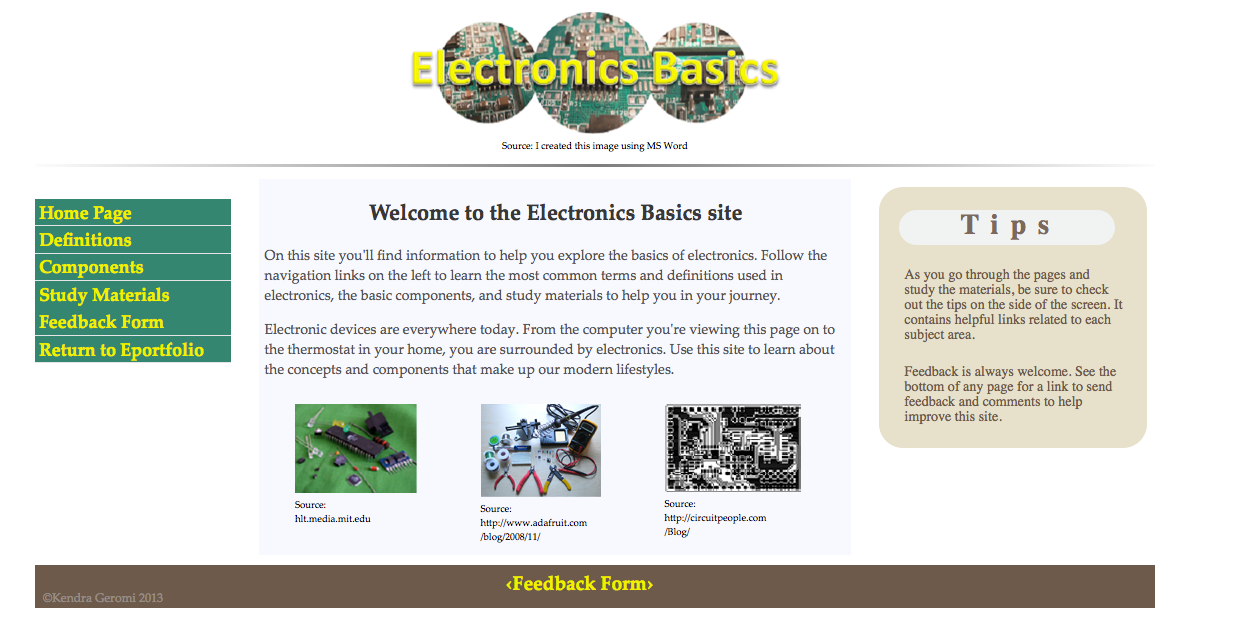 Electronics Basics
Source: I created this image using MS Word
Home Page
Definitions
Components
Study Materials
Feedback Form
Return to Eportfolio
Welcome to the Electronics Basics site
On this site you'll find information to help you explore the basics of electronics. Follow the
navigation links on the left to learn the most common terms and definitions used in
electronics, the basic components, and study materials to help you in your journey.
Electronic devices are everywhere today. From the computer you're viewing this page on to
the thermostat in your home, you are surrounded by electronics. Use this site to learn about
the concepts and components that make up our modern lifestyles.
Source:
hlt.media.mit.edu
Source:
http://www.adafruit.com
/blog/2008/11/
Source:
http://circuitpeople.com
/Blog/
Tips
As you go through the pages and
study the materials, be sure to check
out the tips on the side of the screen. It
contains helpful links related to each
subject area.
Feedback is always welcome. See the
bottom of any page for a link to send
feedback and comments to help
improve this site.
‹Feedback Form›
©Kendra Geromi 2013